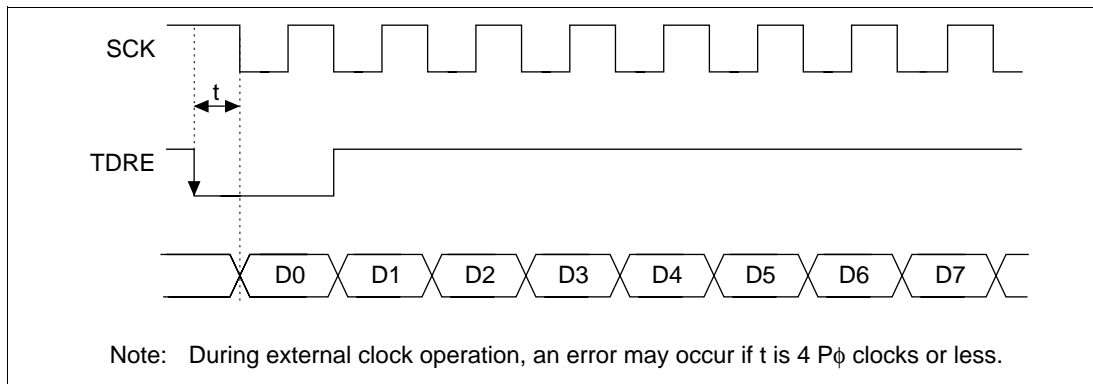 SCK
t
TDRE
D0 D1 D2 D3 D4 D5 D6 D7
Note: During external clock operation, an error may occur if t is 4 Pϕ clocks or less.